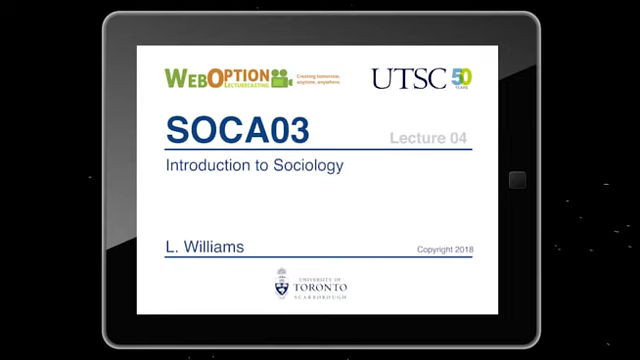 WEBOPTION
LECTURECASTING
Creating tomorrow,
anytime, anywhere.
UTSC 50
YEARS
SOCA03
Lecture 04
Introduction to Sociology
L. Williams
Copyright 2018
UNIVERSITY OF
TORONTO
SCARBOROUGH